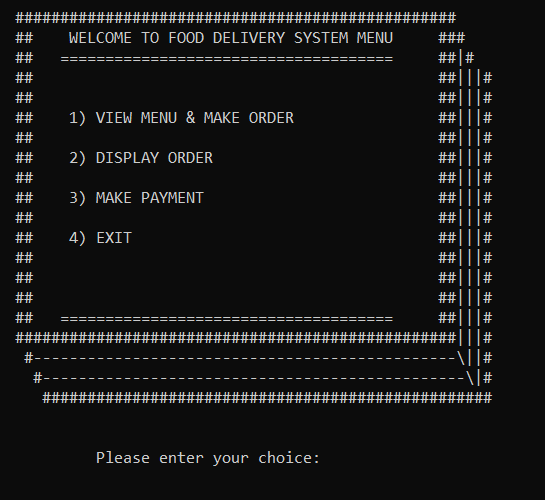 WELCOME TO FOOD DELIVERY SYSTEM MENU
1) VIEW MENU & MAKE ORDER
2) DISPLAY ORDER
3) MAKE PAYMENT
4) EXIT
Please enter your choice: